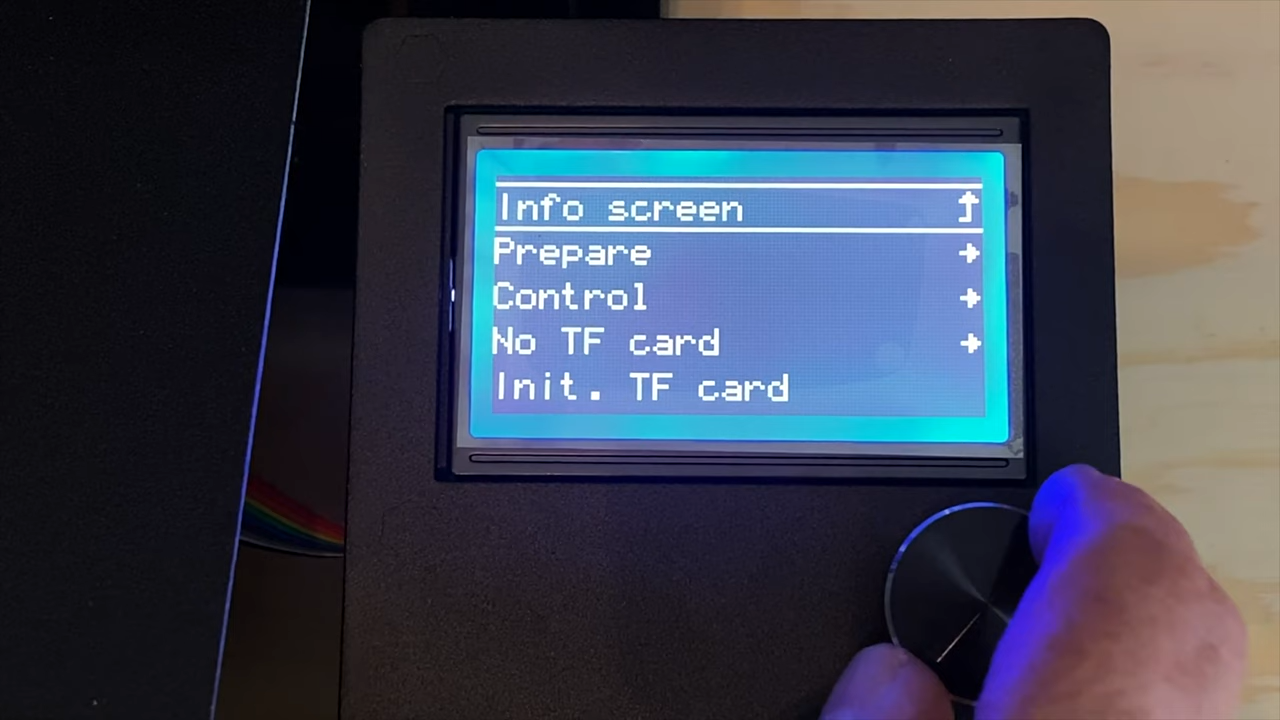 Info screen
Prepare
Control
No TF card
Init. TF card